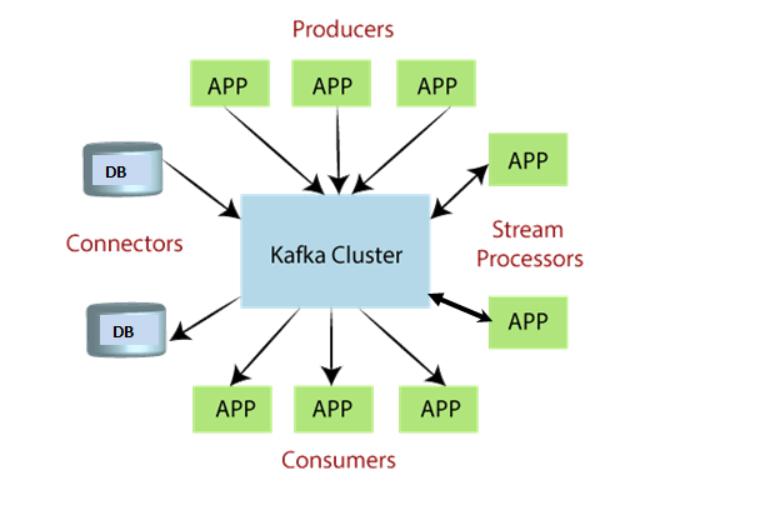 Producers
APP
APP
APP
DB
APP
Connectors
Kafka Cluster
Stream
Processors
DB
APP
APP
APP
APP
Consumers